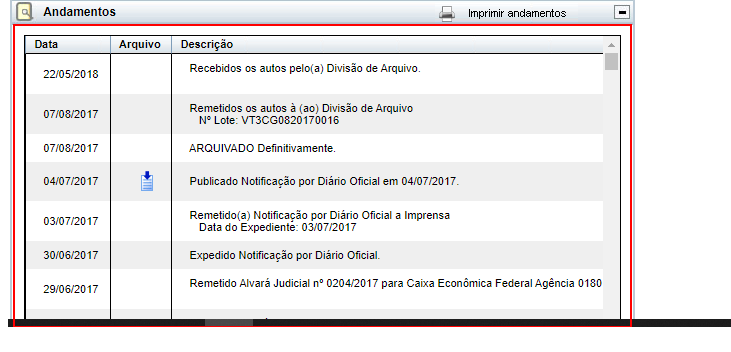 Andamentos
Imprimir andamentos
Data Arquivo Descrição
22/05/2018 Recebidos os autos pelo(a) Divisão de Arquivo.
07/08/2017 Remetidos os autos à (ao) Divisão de Arquivo
Nº Lote: VT3CG0820170016
07/08/2017 ARQUIVADO Definitivamente.
04/07/2017 Publicado Notificação por Diário Oficial em 04/07/2017.
03/07/2017 Remetido(a) Notificação por Diário Oficial a Imprensa
Data do Expediente: 03/07/2017
30/06/2017 Expedido Notificação por Diário Oficial.
29/06/2017 Remetido Alvará Judicial nº 0204/2017 para Caixa Econômica Federal Agência 0180